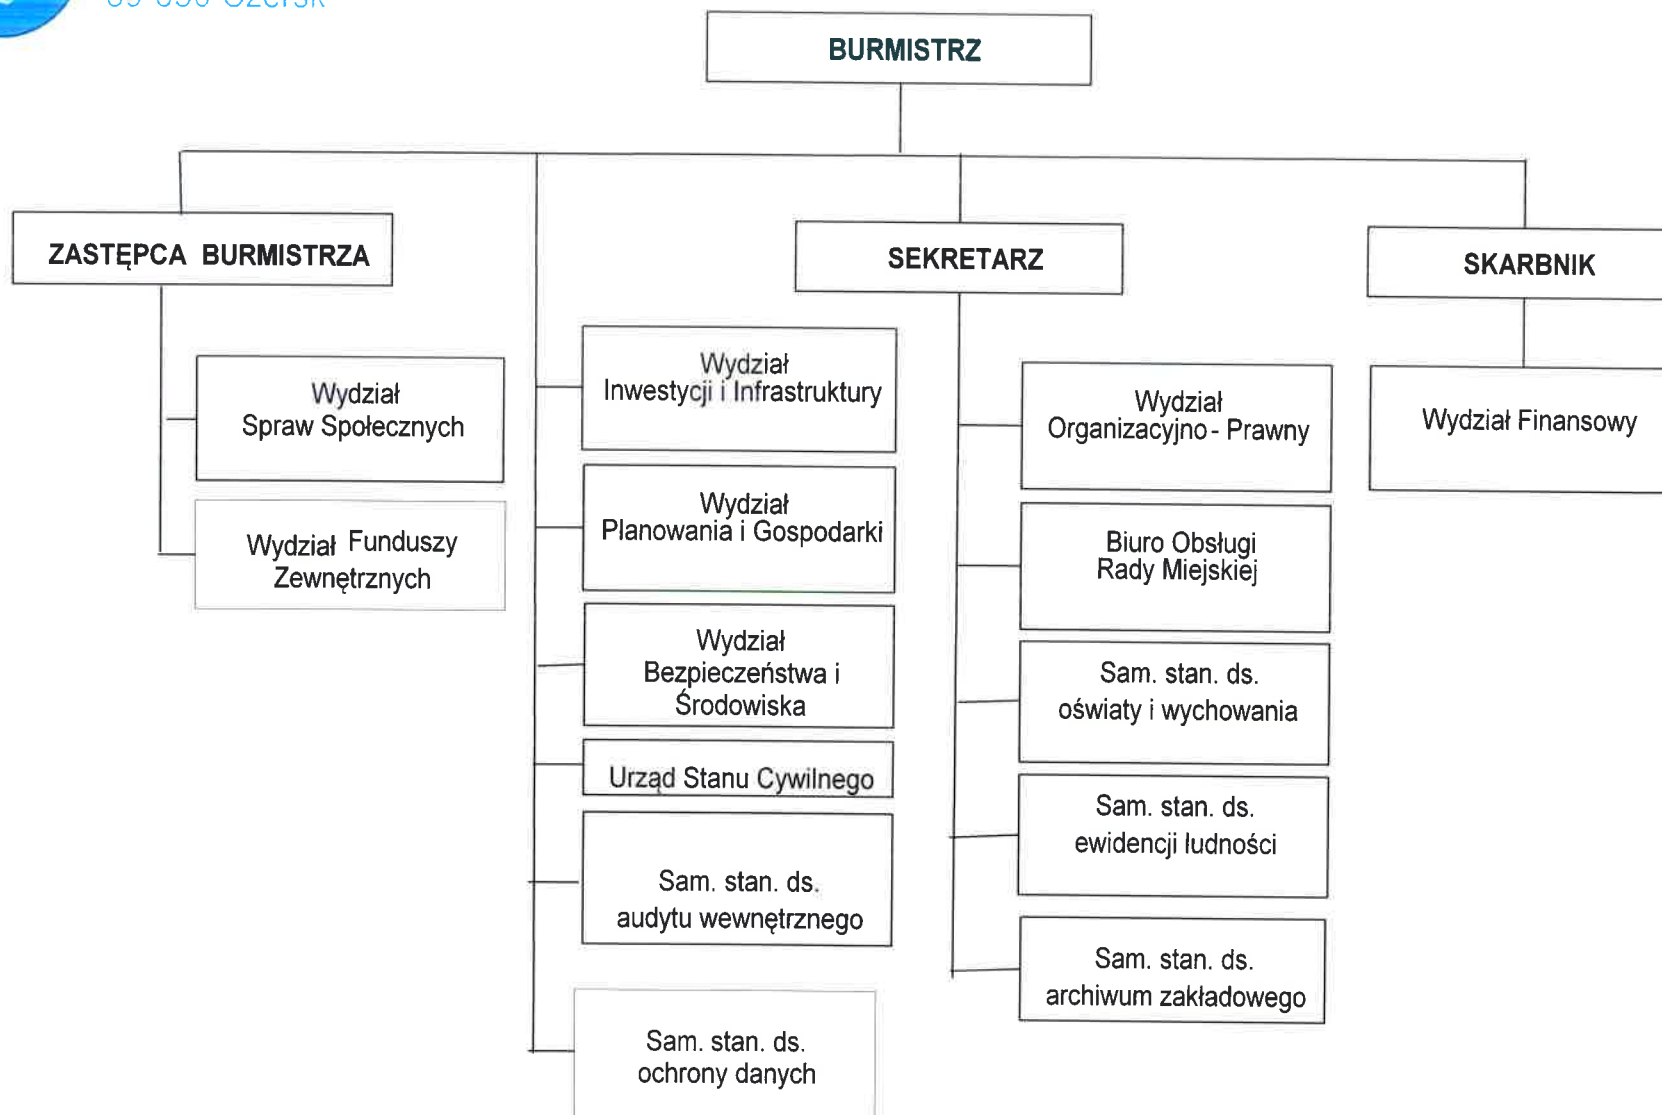 89-650 Czersk
BURMISTRZ
ZASTĘPCA BURMISTRZA
SEKRETARZ
SKARBNIK
Wydział
Spraw Społecznych
Wydział Funduszy
Zewnętrznych
Wydział
Inwestycji i Infrastruktury
Wydział
Planowania i Gospodarki
Wydział
Bezpieczeństwa i
Środowiska
Urząd Stanu Cywilnego
Sam. stan. ds.
audytu wewnętrznego
Sam. stan. ds.
ochrony danych
Wydział
Organizacyjno - Prawny
Biuro Obsługi
Rady Miejskiej
Sam. stan. ds.
oświaty i wychowania
Sam. stan. ds.
ewidencji ludności
Sam. stan. ds.
archiwum zakładowego
Wydział Finansowy